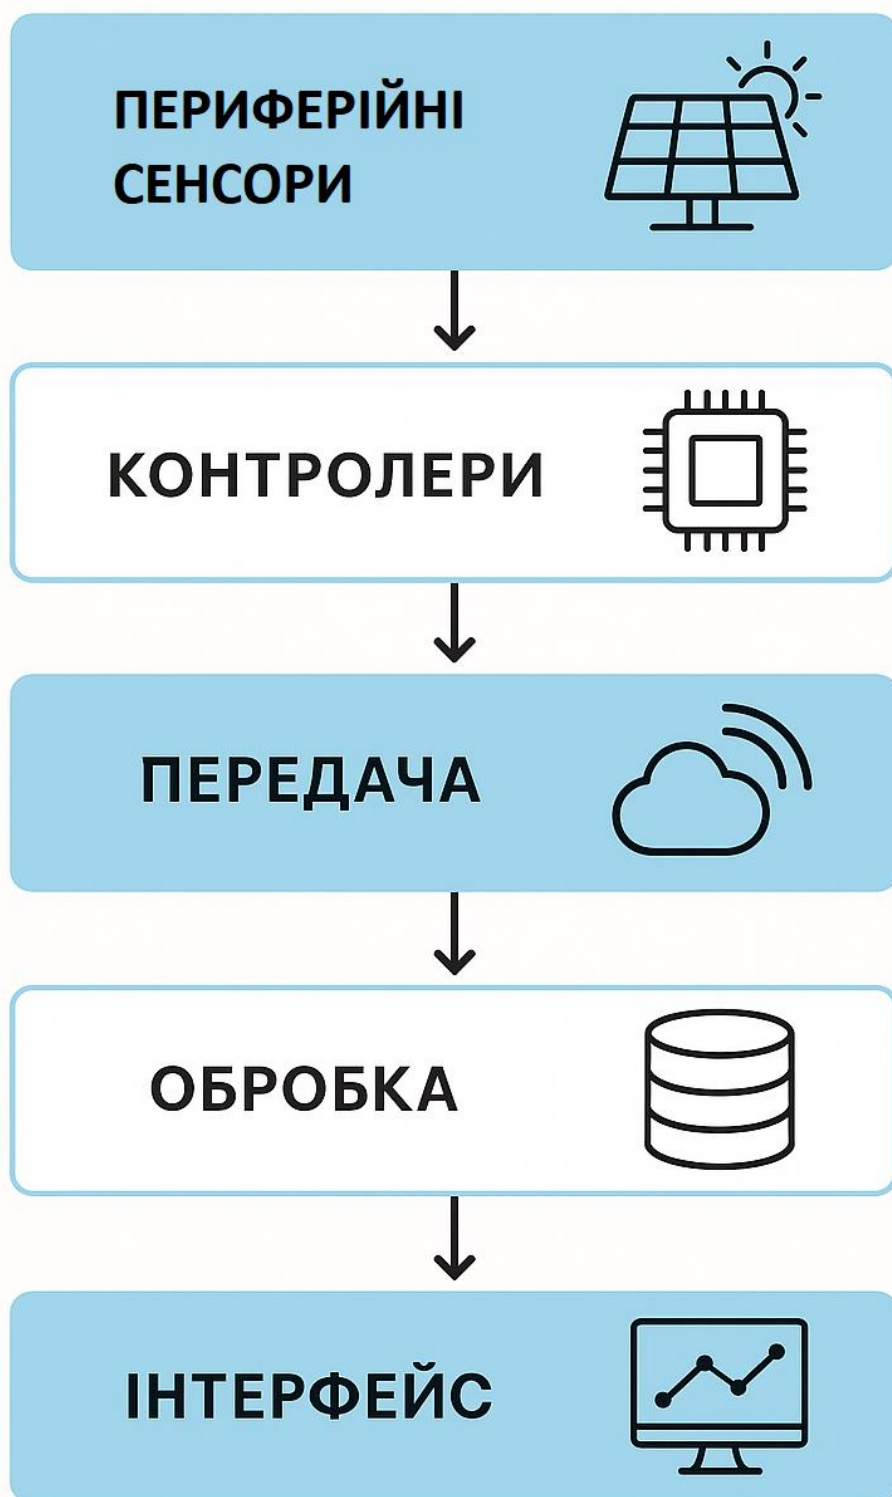 ПЕРИФЕРІЙНІ
СЕНСОРИ
КОНТРОЛЕРИ
ПЕРЕДАЧА
ОБРОБКА
ІНТЕРФЕЙС